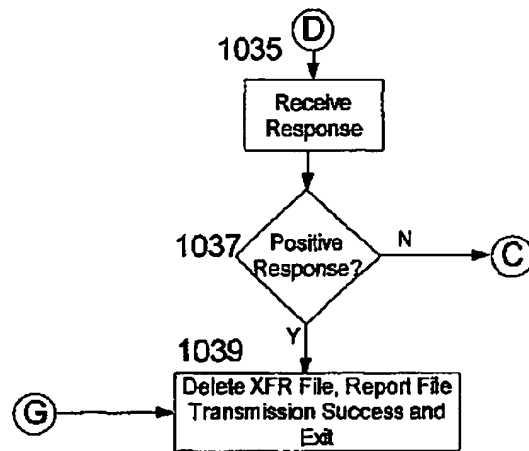 D
1035
Receive
Response
1037
Positive
Response?
N
C
Y
1039
Delete XFR File, Report File
Transmission Success and
Exit
G